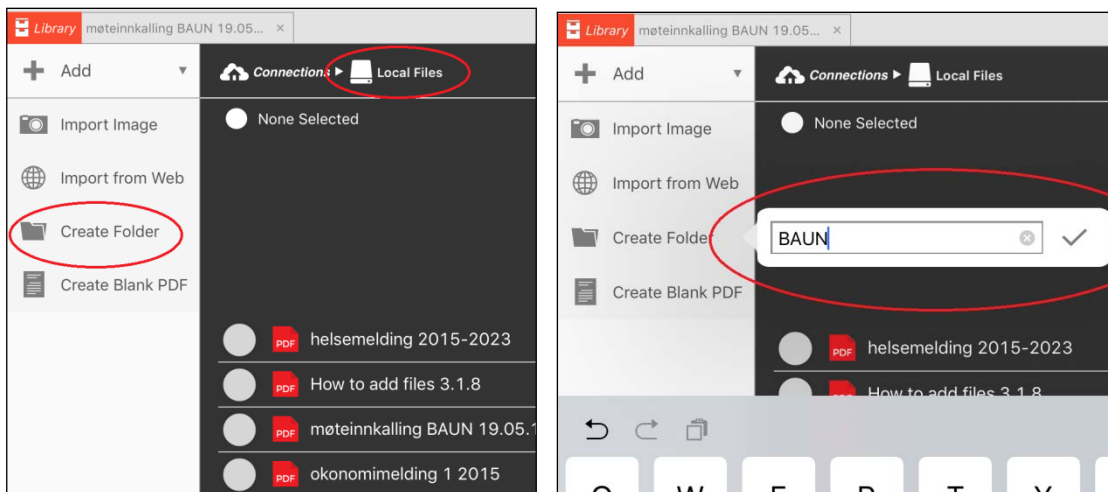 Library møteinnkalling BAUN 19.05... ×
Add
Connections Local Files
None Selected
Import Image
Import from Web
Create Folder
Create Blank PDF
PDF helsemelding 2015-2023
PDF How to add files 3.1.8
PDF møteinnkalling BAUN 19.05.1
PDF okonomimelding 1 2015
Library møteinnkalling BAUN 19.05... ×
Add
Connections Local Files
None Selected
Import Image
Import from Web
Create Folder
BAUN
Create Blank PDF
PDF helsemelding 2015-2023
How to add files 3.1.8